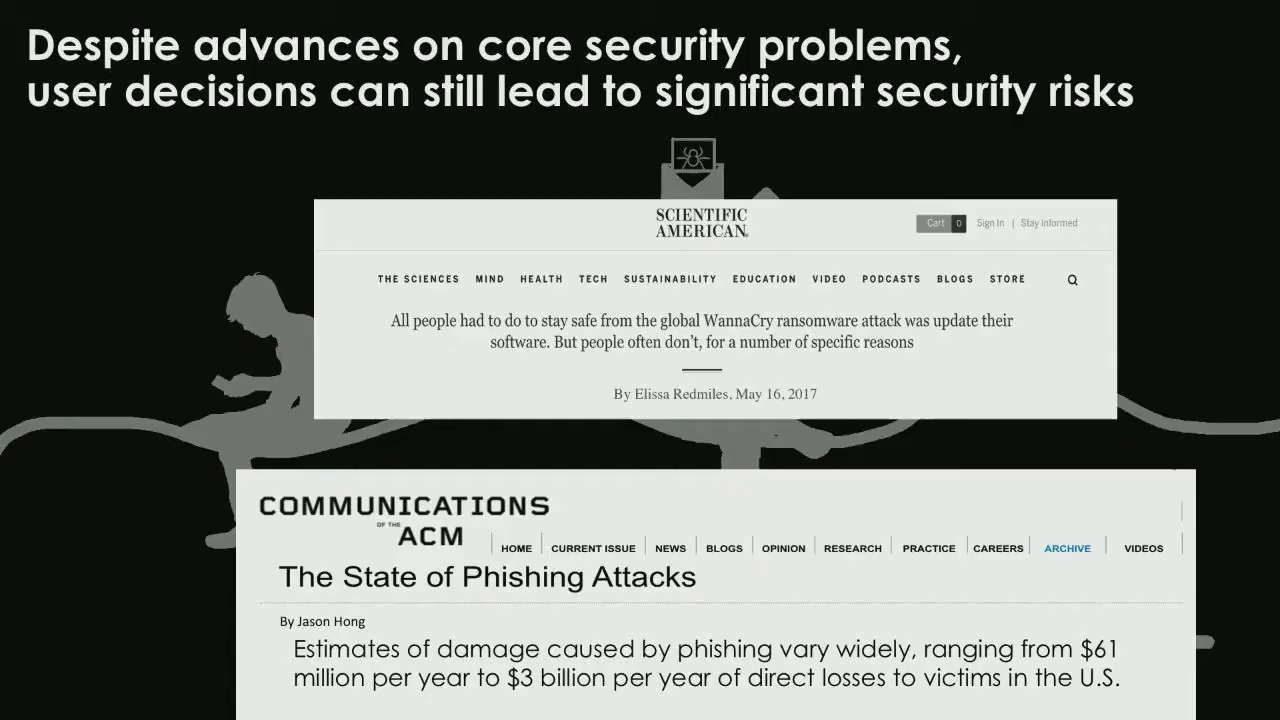 Despite advances on core security problems,
user decisions can still lead to significant security risks
SCIENTIFIC
AMERICAN®
Cart 0 Sign In | Stay Informed
THE SCIENCES MIND HEALTH TECH SUSTAINABILITY EDUCATION VIDEO PODCASTS BLOGS STORE
All people had to do to stay safe from the global WannaCry ransomware attack was update their
software. But people often don't, for a number of specific reasons
By Elissa Redmiles, May 16, 2017
COMMUNICATIONS
OF THE
ACM
HOME CURRENT ISSUE NEWS BLOGS OPINION RESEARCH PRACTICE CAREERS ARCHIVE VIDEOS
The State of Phishing Attacks
By Jason Hong
Estimates of damage caused by phishing vary widely, ranging from $61
million per year to $3 billion per year of direct losses to victims in the U.S.